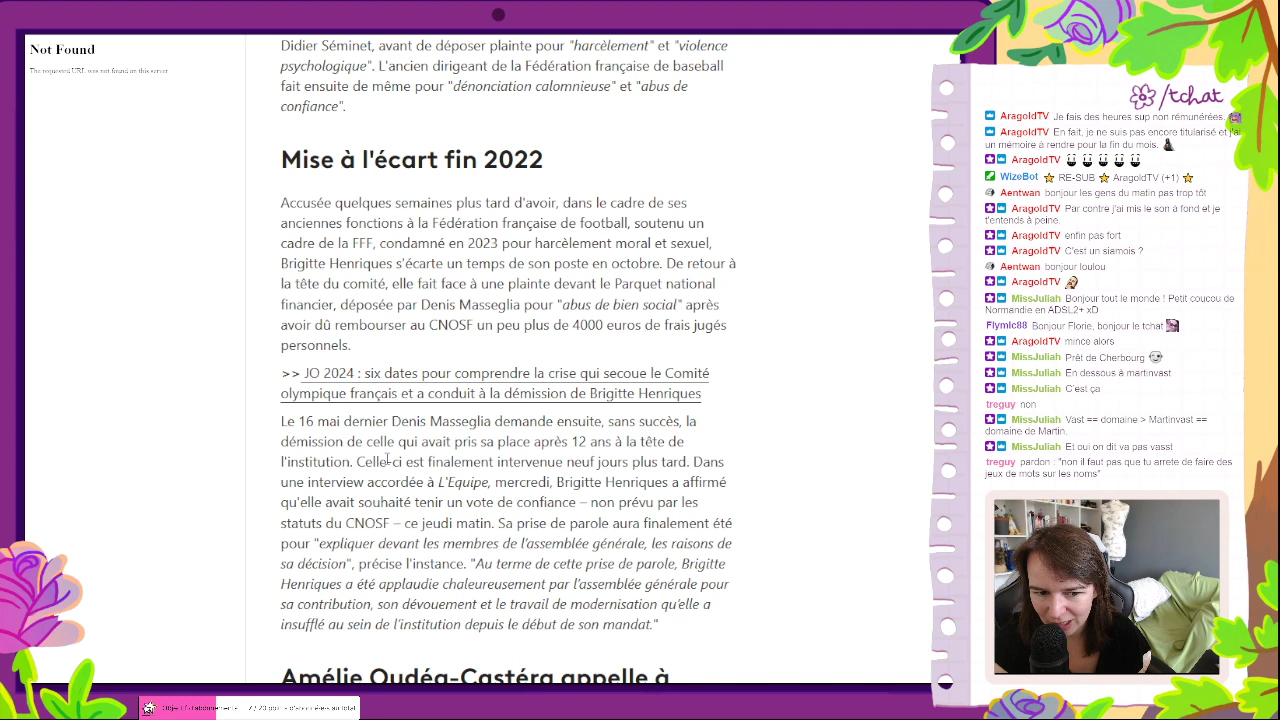 Not Found
The requested URL was not found on this server
Didier Séminet, avant de déposer plainte pour "harcèlement" et "violence
psychologique". L'ancien dirigeant de la Fédération française de baseball
fait ensuite de même pour "dénonciation calomnieuse" et "abus de
confiance".
Mise à l'écart fin 2022
Accusée quelques semaines plus tard d'avoir, dans le cadre de ses
anciennes fonctions à la Fédération française de football, soutenu un
cadre de la FFF, condamné en 2023 pour harcèlement moral et sexuel,
Brigitte Henriques s'écarte un temps de son poste en octobre. De retour à
la tête du comité, elle fait face à une plainte devant le Parquet national
financier, déposée par Denis Masseglia pour "abus de bien social" après
avoir dû rembourser au CNOSF un peu plus de 4000 euros de frais jugés
personnels.
>> JO 2024 : six dates pour comprendre la crise qui secoue le Comité
olympique français et a conduit à la démission de Brigitte Henriques
Le 16 mai dernier Denis Masseglia demande ensuite, sans succès, la
démission de celle qui avait pris sa place après 12 ans à la tête de
l'insitution. Celle-ci est finalement intervenue neuf jours plus tard. Dans
une interview accordée à L'Equipe, mercredi, Brigitte Henriques a affirmé
qu'elle avait souhaité tenir un vote de confiance – non prévu par les
statuts du CNOSF – ce jeudi matin. Sa prise de parole aura finalement été
pour "expliquer devant les membres de l'assemblée générale, les raisons de
sa décision", précise l'instance. "Au terme de cette prise de parole, Brigitte
Henriques a été applaudie chaleureusement par l'assemblée générale pour
sa contribution, son dévouement et le travail de modernisation qu'elle a
insufflé au sein de l'institution depuis le début de son mandat."
Amélie Oudéa-Castéra appelle à
/tchat
AragoldTV Je fais des heures sup non rémunérées.
AragoldTV En fait, je ne suis pas encore titularisé et j'ai
un mémoire à rendre pour la fin du mois.
AragoldTV
WizeBot RE-SUB AragoldTV (+1)
Aentwan bonjour les gens du matin pas trop tôt
AragoldTV Par contre j'ai mis le son à fond et je
t'entends à peine.
AragoldTV enfin pas fort
AragoldTV C'est un siamois ?
Aentwan bonjour loulou
AragoldTV
MissJuliah Bonjour tout le monde ! Petit coucou de
Normandie en ADSL2+ xD
Flymic88 Bonjour Florie, bonjour le tchat
AragoldTV mince alors
MissJuliah Prêt de Cherbourg
MissJuliah En dessous à martinvast
MissJuliah C'est ça
treguy non
MissJuliah Vast == domaine > Martinvast ==
domaine de Martin.
MissJuliah Et oui on dit va pas vasst
treguy pardon : "non il faut pas que tu arrete de faire des
jeux de mots sur les noms"